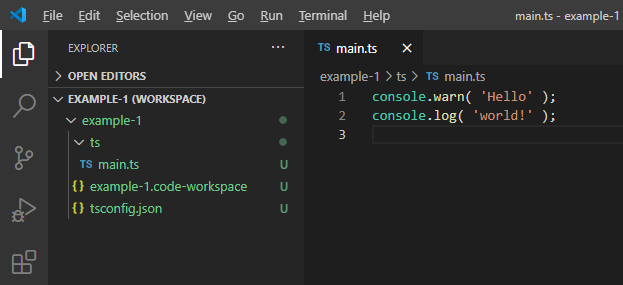 File Edit Selection View Go Run Terminal Help main.ts - example-1
EXPLORER ...
OPEN EDITORS
EXAMPLE-1 (WORKSPACE)
example-1
ts
TS main.ts U
{} example-1.code-workspace U
{} tsconfig.json U
TS main.ts ×
example-1 > ts > TS main.ts
1 console.warn( 'Hello' );
2 console.log( 'world!' );
3